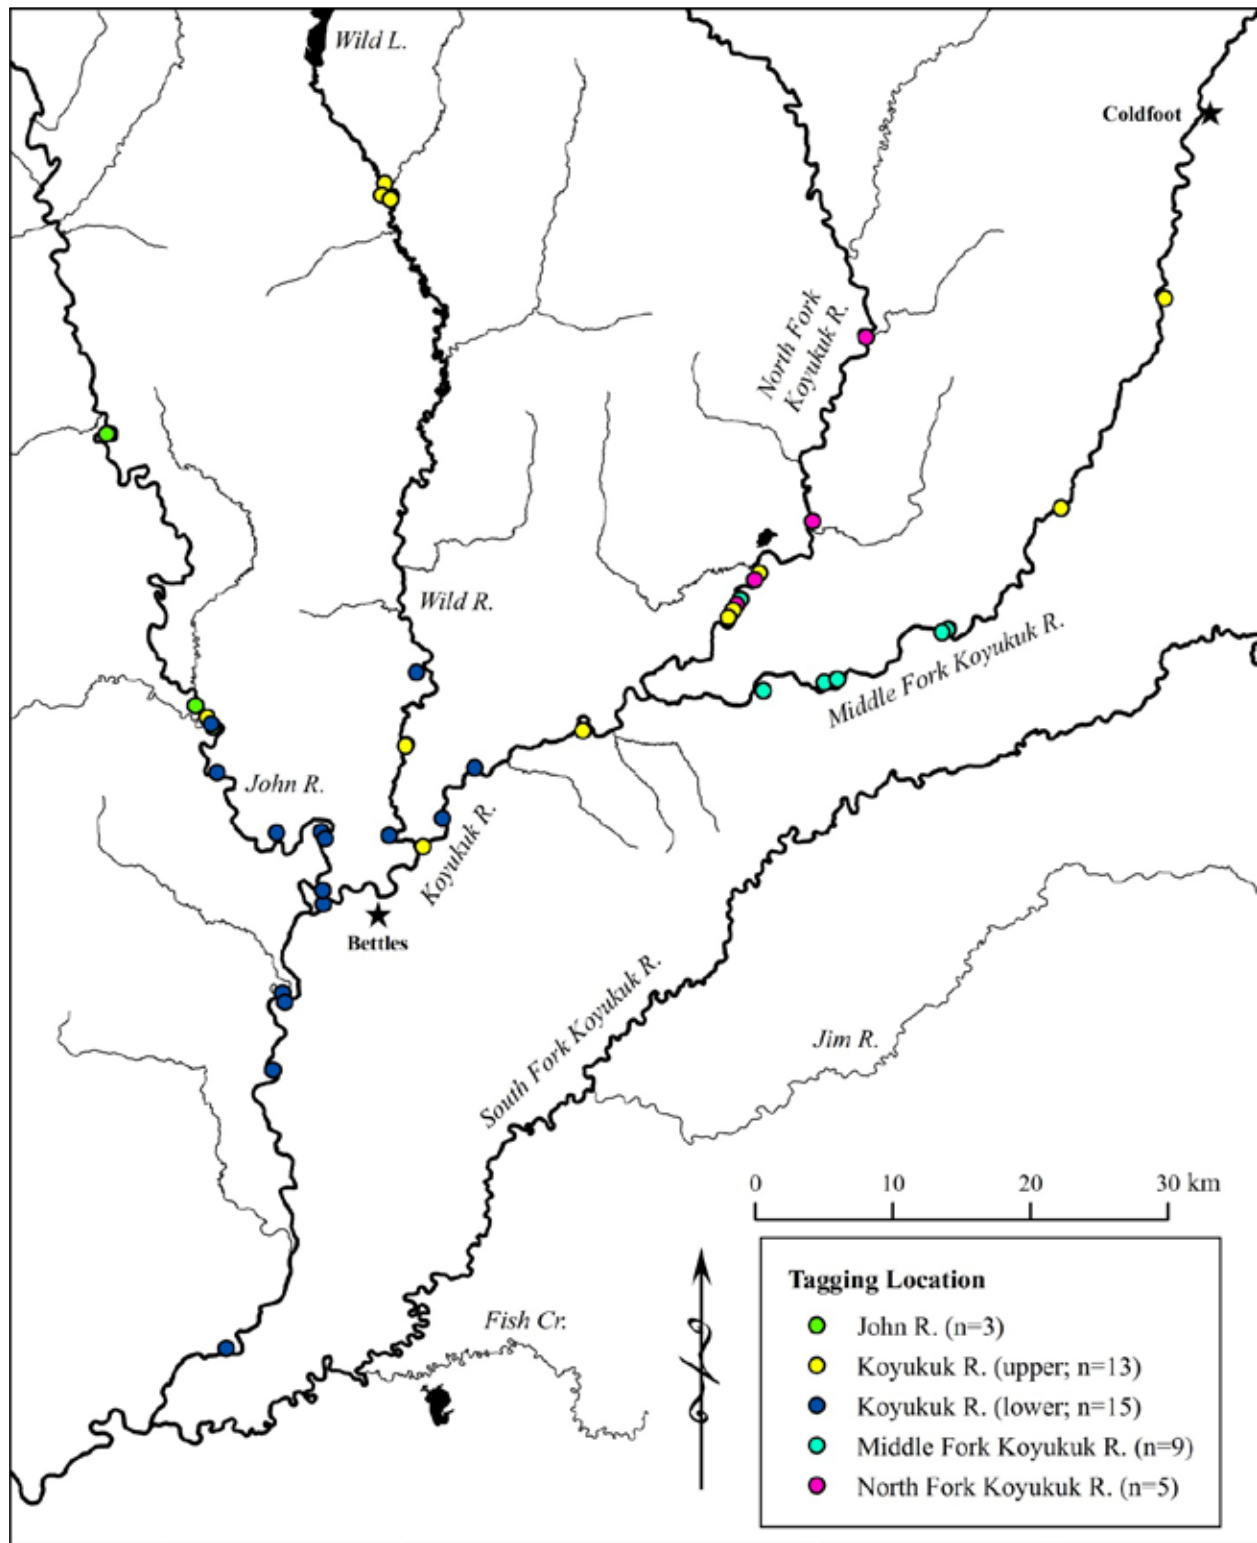 Wild L.
Coldfoot
North Fork
Koyukuk R.
Wild R.
Middle Fork Koyukuk R.
John R.
Koyukuk R.
Bettles
South Fork Koyukuk R.
Jim R.
0 10 20 30 km
Fish Cr.
Tagging Location
John R. (n=3)
Koyukuk R. (upper; n=13)
Koyukuk R. (lower; n=15)
Middle Fork Koyukuk R. (n=9)
North Fork Koyukuk R. (n=5)